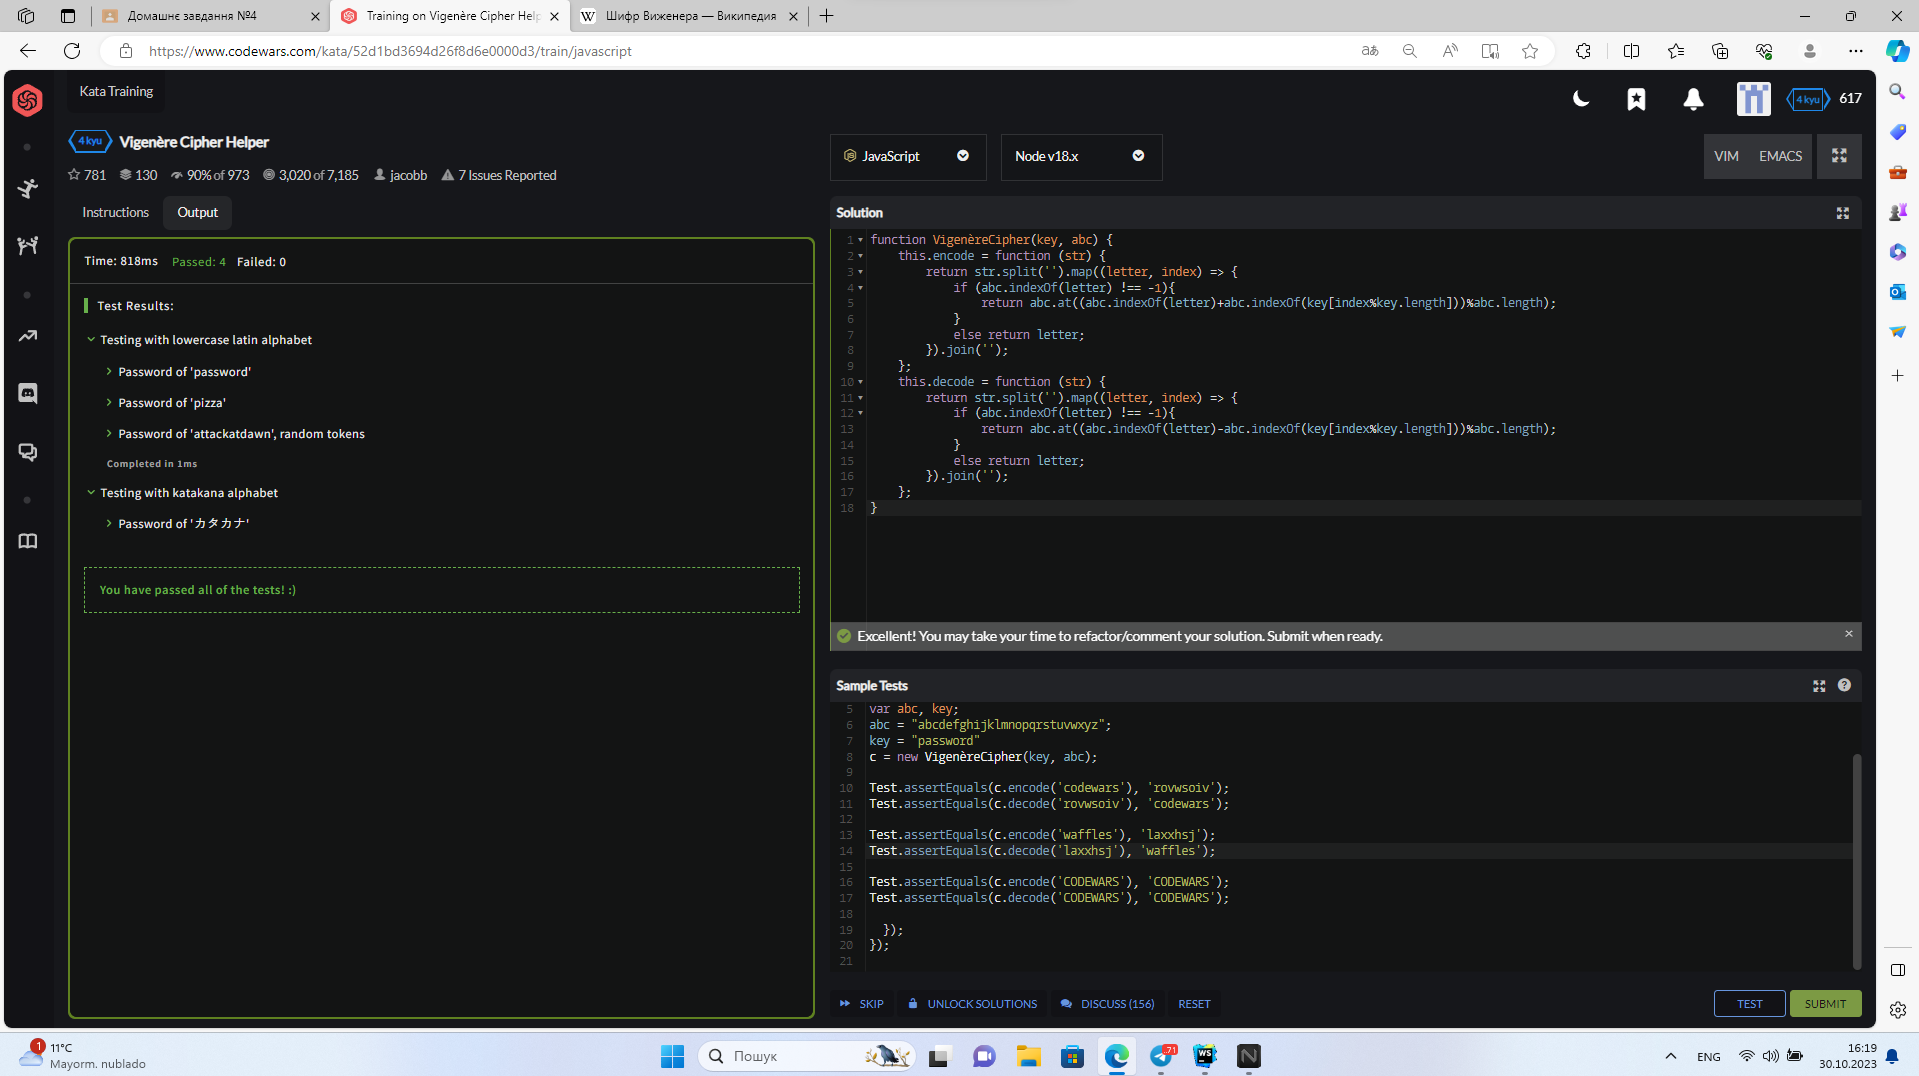 Домашнє завдання №4
Training on Vigenère Cipher Help
Шифр Виженера — Википедия
https://www.codewars.com/kata/52d1bd3694d26f8d6e0000d3/train/javascript
Kata Training
4 kyu
617
4 kyu
Vigenère Cipher Helper
781
130
90% of 973
3,020 of 7,185
jacobb
7 Issues Reported
JavaScript
Node v18.x
VIM
EMACS
Instructions
Output
Time: 818ms
Passed: 4
Failed: 0
Test Results:
Testing with lowercase latin alphabet
Password of 'password'
Password of 'pizza'
Password of 'attackatdawn', random tokens
Completed in 1ms
Testing with katakana alphabet
Password of 'カタカナ'
You have passed all of the tests! :)
Solution
1 function VigenèreCipher(key, abc) {
2 this.encode = function (str) {
3 return str.split('').map((letter, index) => {
4 if (abc.indexOf(letter) !== -1){
5 return abc.at((abc.indexOf(letter)+abc.indexOf(key[index%key.length]))%abc.length);
6 }
7 else return letter;
8 }).join('');
9 };
10 this.decode = function (str) {
11 return str.split('').map((letter, index) => {
12 if (abc.indexOf(letter) !== -1){
13 return abc.at((abc.indexOf(letter)-abc.indexOf(key[index%key.length]))%abc.length);
14 }
15 else return letter;
16 }).join('');
17 };
18 }
Excellent! You may take your time to refactor/comment your solution. Submit when ready.
Sample Tests
5 var abc, key;
6 abc = "abcdefghijklmnopqrstuvwxyz";
7 key = "password"
8 c = new VigenèreCipher(key, abc);
9
10 Test.assertEquals(c.encode('codewars'), 'rovwsoiv');
11 Test.assertEquals(c.decode('rovwsoiv'), 'codewars');
12
13 Test.assertEquals(c.encode('waffles'), 'laxxhsj');
14 Test.assertEquals(c.decode('laxxhsj'), 'waffles');
15
16 Test.assertEquals(c.encode('CODEWARS'), 'CODEWARS');
17 Test.assertEquals(c.decode('CODEWARS'), 'CODEWARS');
18
19 });
20 });
21
SKIP
UNLOCK SOLUTIONS
DISCUSS (156)
RESET
TEST
SUBMIT
1
11°C
Mayorm. nublado
Пошук
71
WS
ENG
16:19
30.10.2023